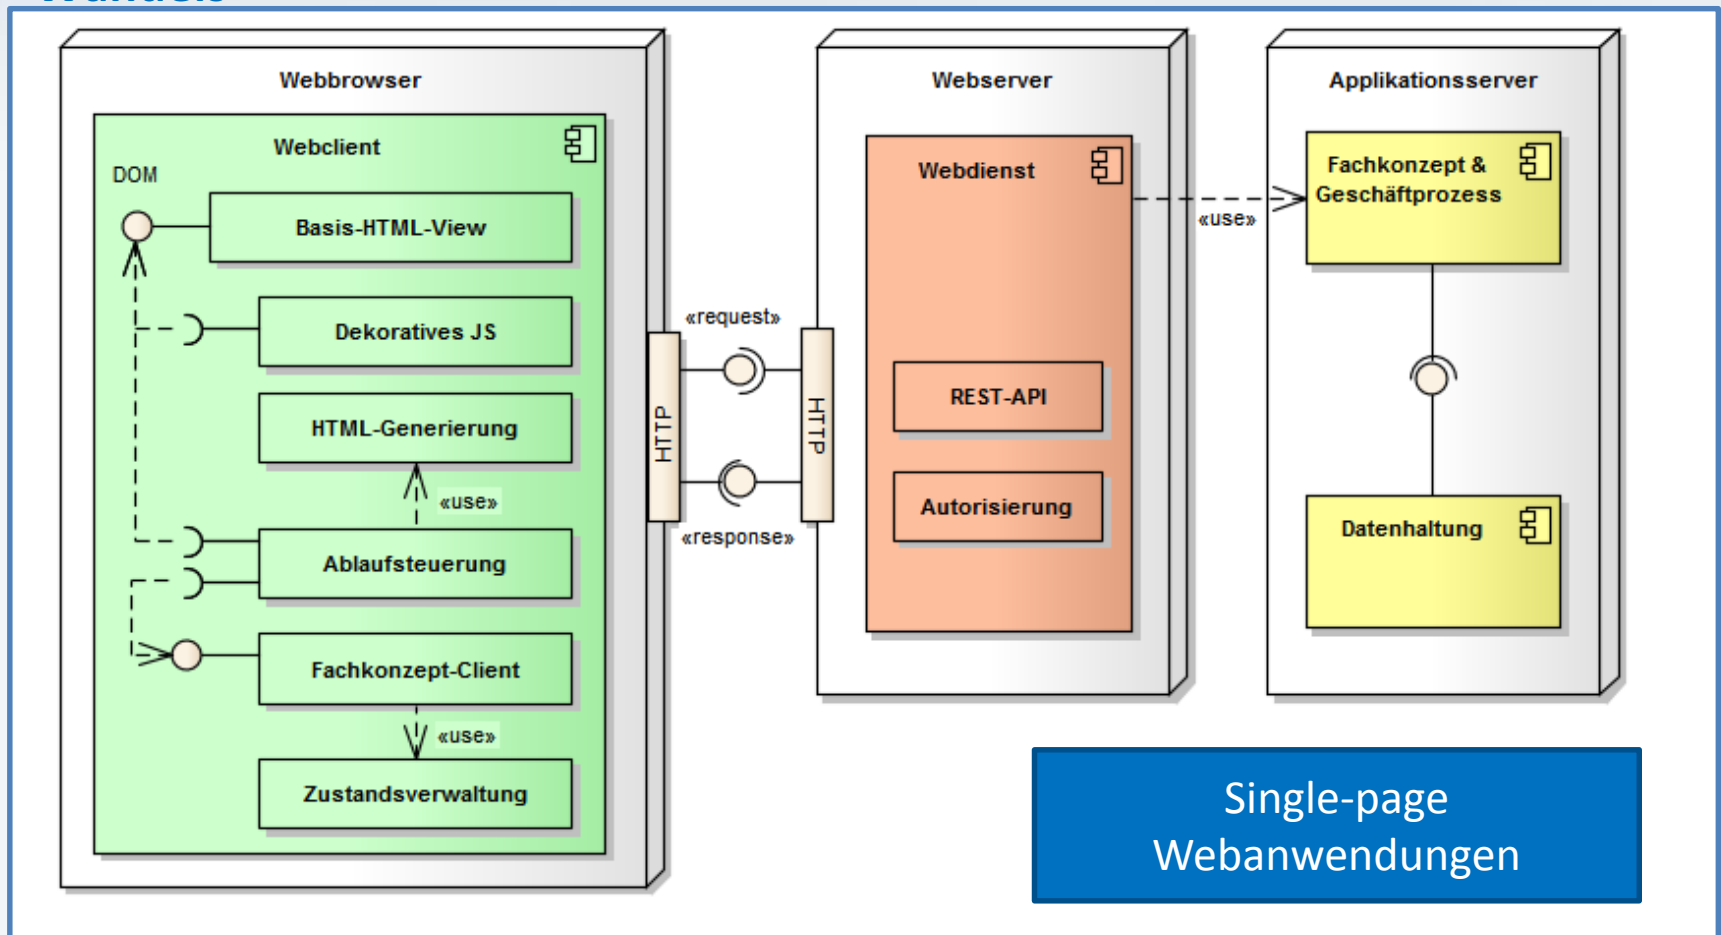 Webbrowser
Webclient
DOM
Basis-HTML-View
Dekoratives JS
HTML-Generierung
«use»
Ablaufsteuerung
Fachkonzept-Client
«use»
Zustandsverwaltung
HTTP
«request»
«response»
HTTP
Webserver
Webdienst
REST-API
Autorisierung
«use»
Applikationsserver
Fachkonzept &
Geschäftprozess
Datenhaltung
Single-page
Webanwendungen